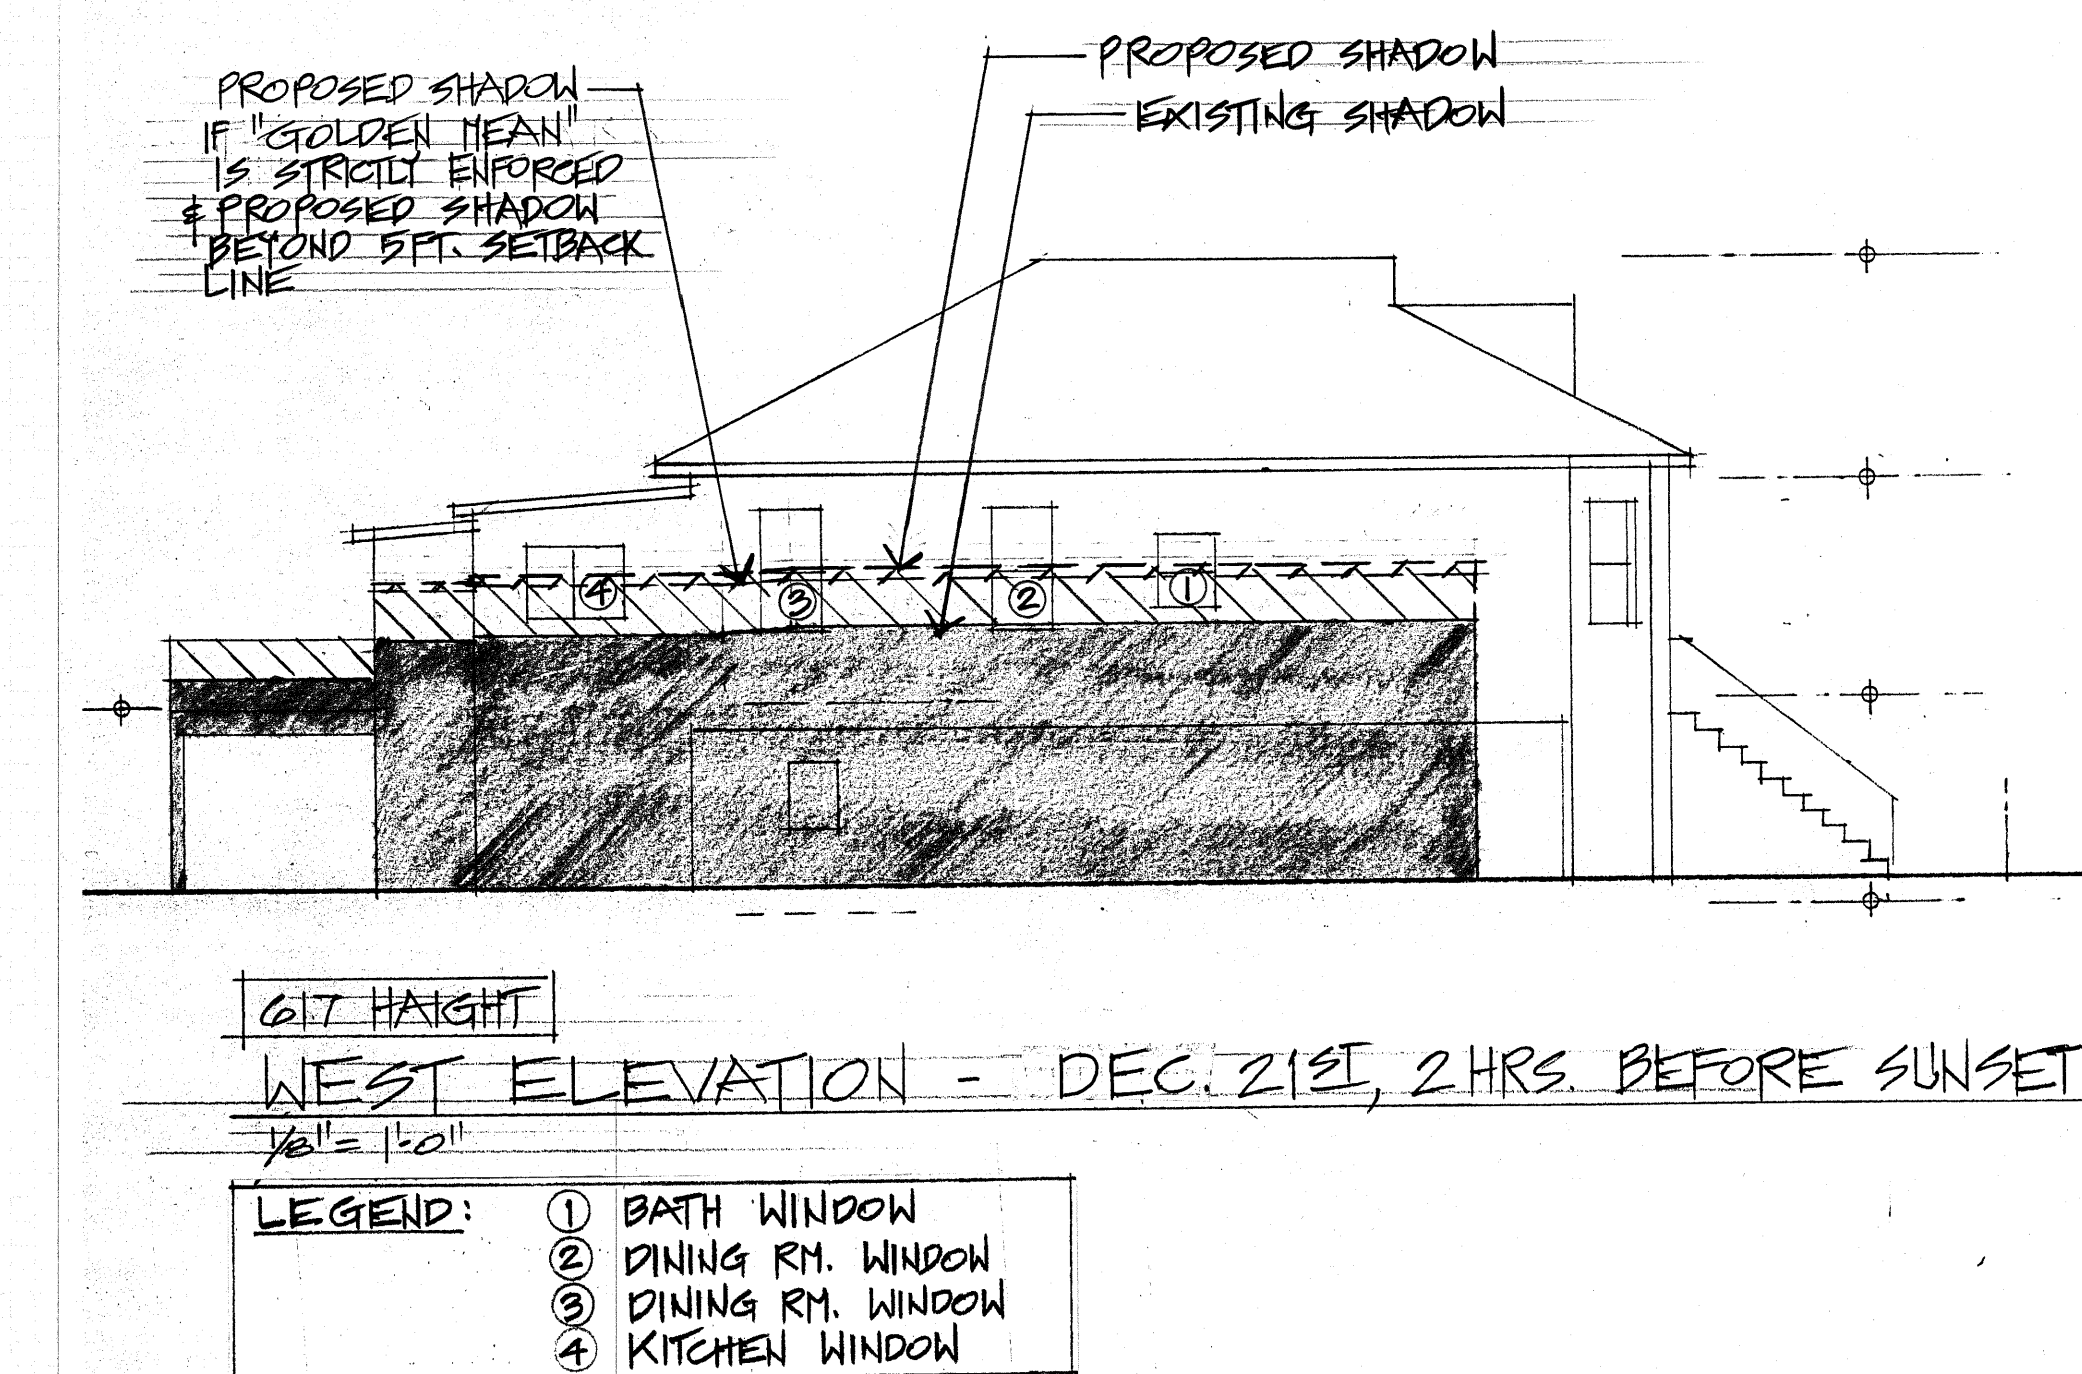 PROPOSED SHADOW
IF "GOLDEN MEAN"
IS STRICTLY ENFORCED
& PROPOSED SHADOW
BEYOND 5FT. SETBACK
LINE
PROPOSED SHADOW
EXISTING SHADOW
4
3
2
1
617 HAIGHT
WEST ELEVATION - DEC. 21ST, 2 HRS. BEFORE SUNSET
1/8" = 1'-0"
LEGEND:
1 BATH WINDOW
2 DINING RM. WINDOW
3 DINING RM. WINDOW
4 KITCHEN WINDOW